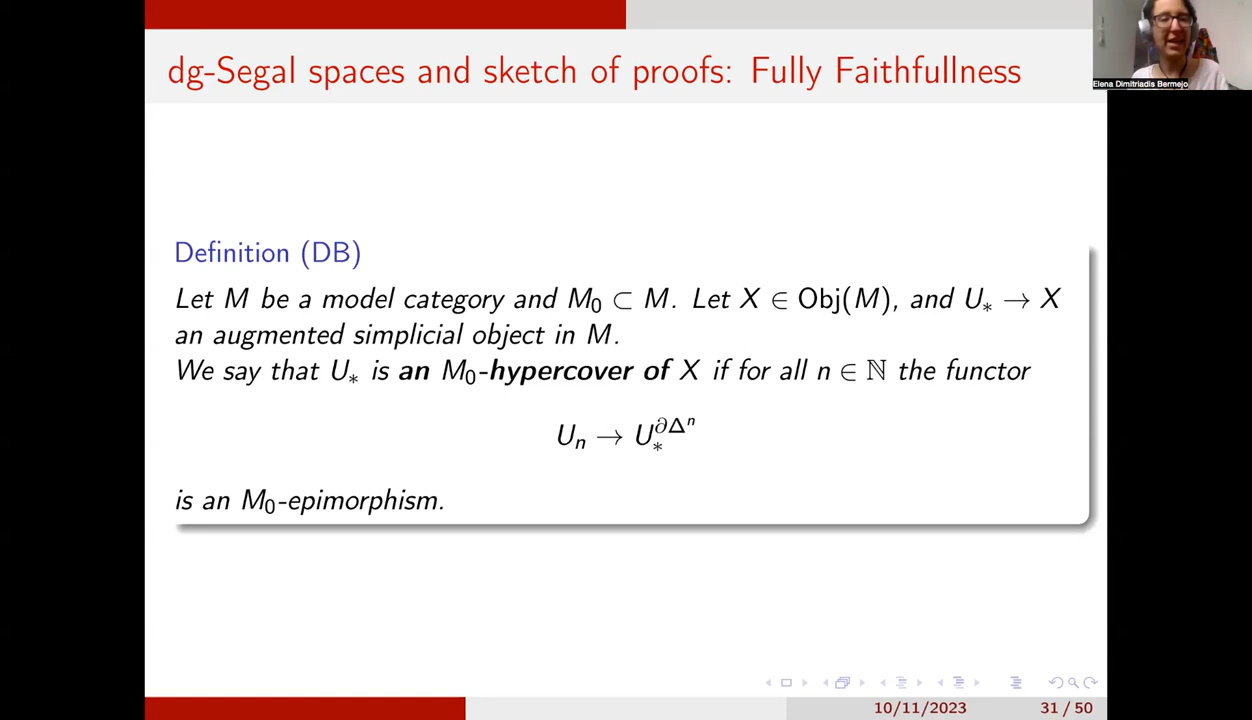 dg-Segal spaces and sketch of proofs: Fully Faithfullness
Elena Dimitriadis Bermejo
Definition (DB)
Let M be a model category and M₀ ⊂ M. Let X ∈ Obj(M), and U_* → X
an augmented simplicial object in M.
We say that U_* is an M₀-hypercover of X if for all n ∈ ℕ the functor
U_n → U_*^{∂Δ^n}
is an M₀-epimorphism.
10/11/2023 31 / 50